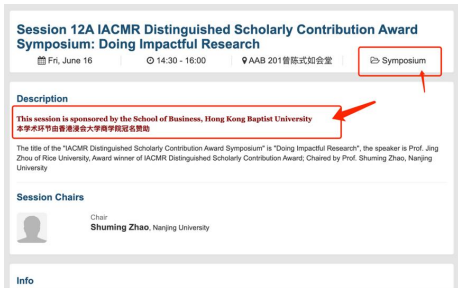 Session 12A IACMR Distinguished Scholarly Contribution Award
Symposium: Doing Impactful Research
Fri, June 16
14:30 - 16:00
AAB 201曾陈式如会堂
Symposium
Description
This session is sponsored by the School of Business, Hong Kong Baptist University
本学术环节由香港浸会大学商学院冠名赞助
The title of the "IACMR Distinguished Scholarly Contribution Award Symposium" is "Doing Impactful Research", the speaker is Prof. Jing
Zhou of Rice University, Award winner of IACMR Distinguished Scholarly Contribution Award; Chaired by Prof. Shuming Zhao, Nanjing
University
Session Chairs
Chair
Shuming Zhao, Nanjing University
Info